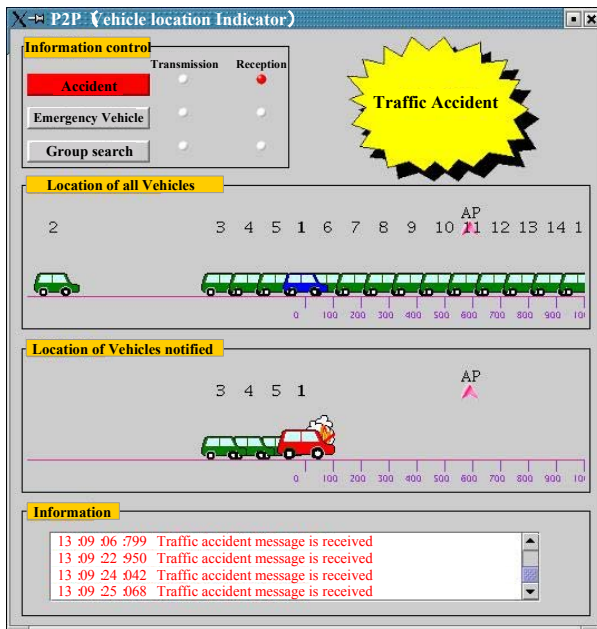 P2P (Vehicle location Indicator)
Information control
Transmission Reception
Accident
Emergency Vehicle
Group search
Traffic Accident
Location of all Vehicles
AP
2 3 4 5 1 6 7 8 9 10 11 12 13 14 1
0 100 200 300 400 500 600 700 800 900 100
Location of Vehicles notified
AP
3 4 5 1
0 100 200 300 400 500 600 700 800 900 10
Information
13 :09 :06 :799 Traffic accident message is received
13 :09 :22 :950 Traffic accident message is received
13 :09 :24 :042 Traffic accident message is received
13 :09 :25 :068 Traffic accident message is received